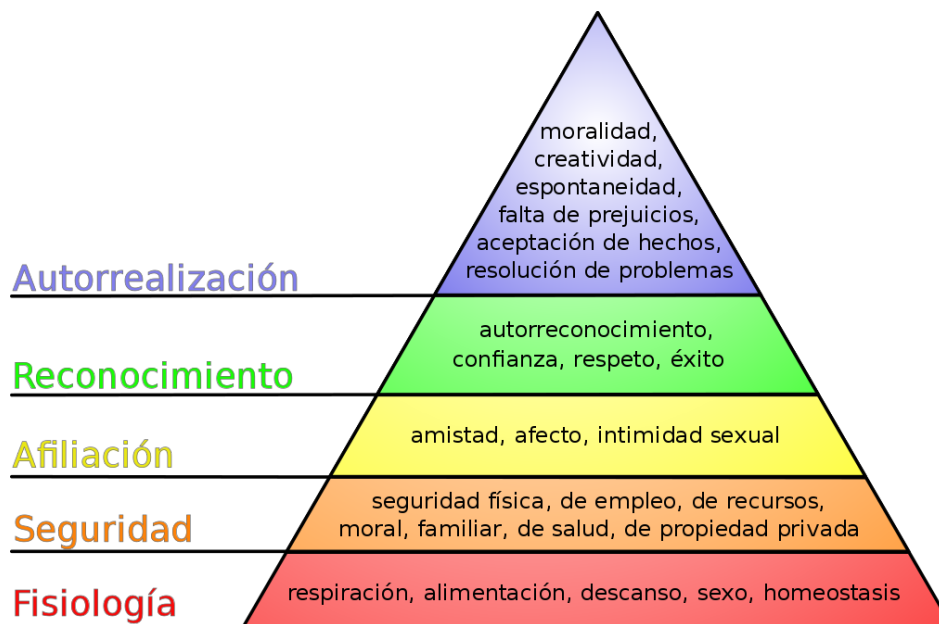 moralidad,
creatividad,
espontaneidad,
falta de prejuicios,
aceptación de hechos,
resolución de problemas
Autorrealización
autorreconocimiento,
confianza, respeto, éxito
Reconocimiento
amistad, afecto, intimidad sexual
Afiliación
seguridad física, de empleo, de recursos,
moral, familiar, de salud, de propiedad privada
Seguridad
respiración, alimentación, descanso, sexo, homeostasis
Fisiología